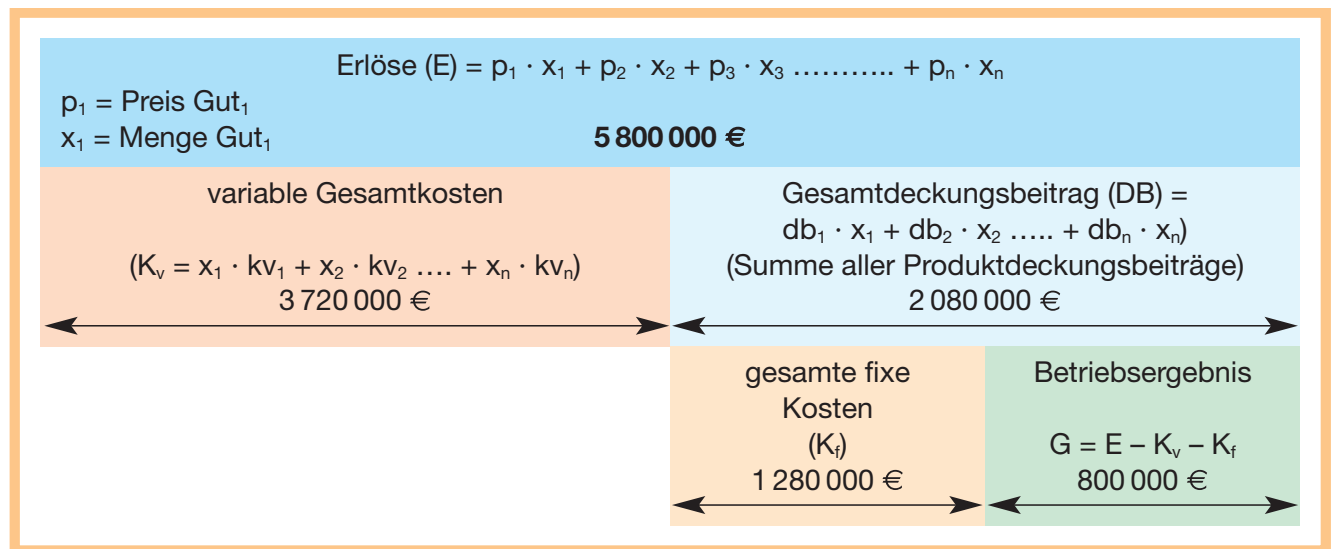 Erlöse (E) = p₁ · x₁ + p₂ · x₂ + p₃ · x₃ ……….. + pₙ · xₙ
p₁ = Preis Gut₁
x₁ = Menge Gut₁ 5 800 000 €
variable Gesamtkosten
(Kᵥ = x₁ · kv₁ + x₂ · kv₂ …. + xₙ · kvₙ)
3 720 000 €
Gesamtdeckungsbeitrag (DB) =
db₁ · x₁ + db₂ · x₂ ….. + dbₙ · xₙ)
(Summe aller Produktdeckungsbeiträge)
2 080 000 €
gesamte fixe
Kosten
(K_f)
1 280 000 €
Betriebsergebnis
G = E – Kᵥ – K_f
800 000 €